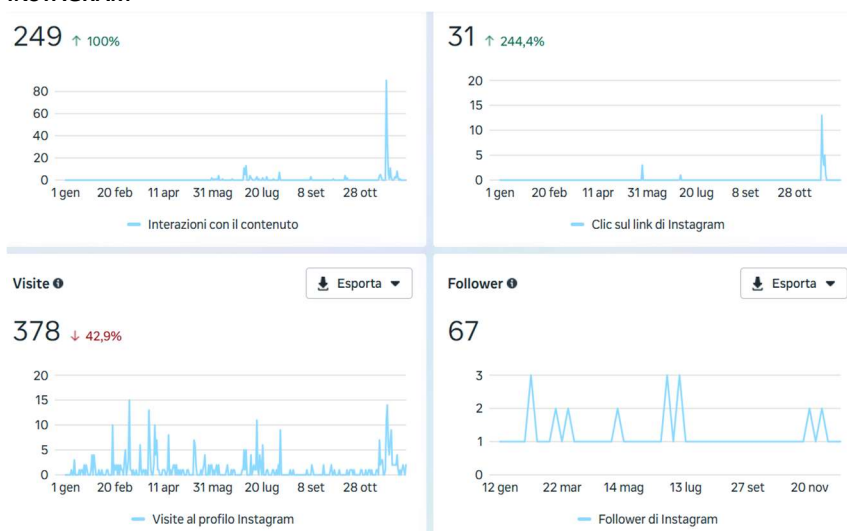 249 ↑ 100%
80
60
40
20
0
1 gen 20 feb 11 apr 31 mag 20 lug 8 set 28 ott
Interazioni con il contenuto
31 ↑ 244,4%
20
15
10
5
0
1 gen 20 feb 11 apr 31 mag 20 lug 8 set 28 ott
Clic sul link di Instagram
Visite
Esporta
378 ↓ 42,9%
20
15
10
5
0
1 gen 20 feb 11 apr 31 mag 20 lug 8 set 28 ott
Visite al profilo Instagram
Follower
Esporta
67
3
2
1
0
12 gen 22 mar 14 mag 13 lug 27 set 20 nov
Follower di Instagram